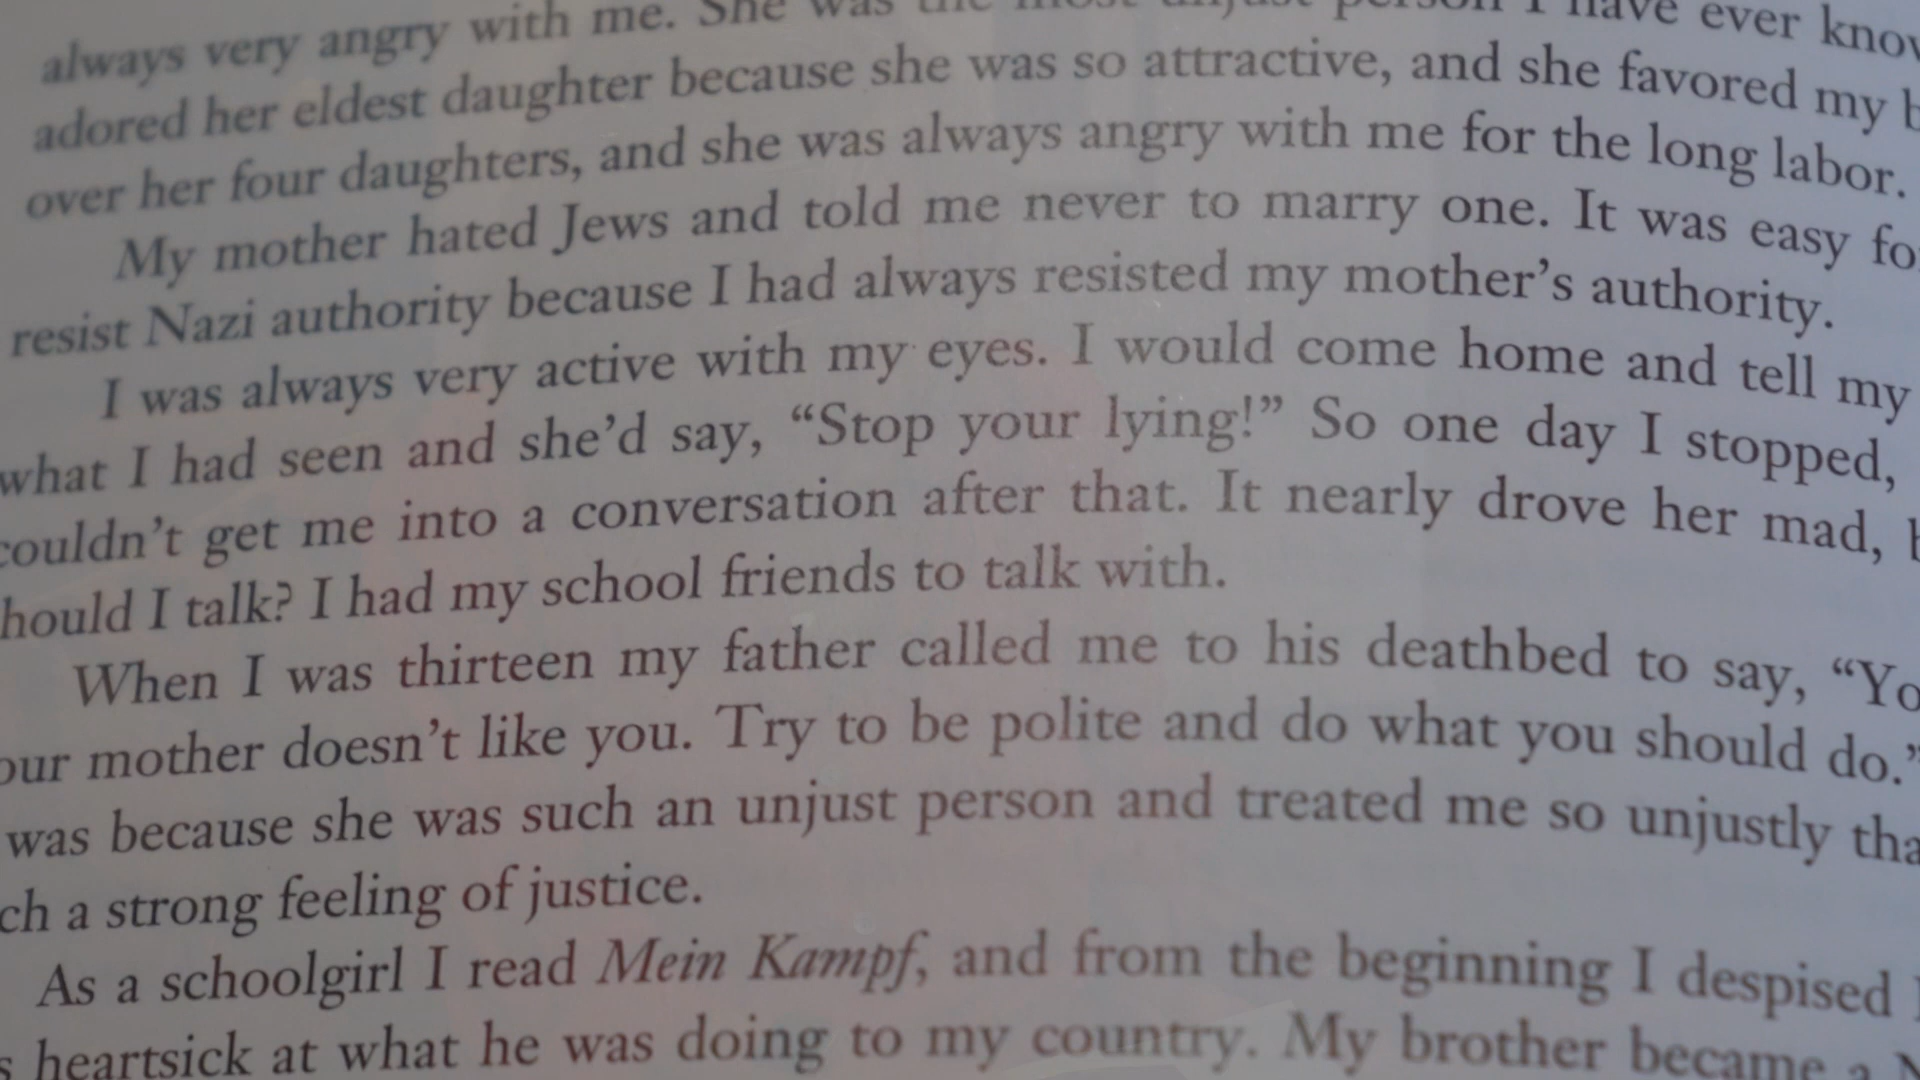 always very angry with me. She was the most unjust person I have ever
adored her eldest daughter because she was so attractive, and she favored my
over her four daughters, and she was always angry with me for the long labor.
My mother hated Jews and told me never to marry one. It was easy
resist Nazi authority because I had always resisted my mother's authority.
I was always very active with my eyes. I would come home and tell my
what I had seen and she'd say, “Stop your lying!” So one day I stopped,
couldn't get me into a conversation after that. It nearly drove her mad,
hould I talk? I had my school friends to talk with.
When I was thirteen my father called me to his deathbed to say, “Yo
our mother doesn't like you. Try to be polite and do what you should do.”
was because she was such an unjust person and treated me so unjustly tha
ch a strong feeling of justice.
As a schoolgirl I read Mein Kampf, and from the beginning I despised
s heartsick at what he was doing to my country. My brother became a